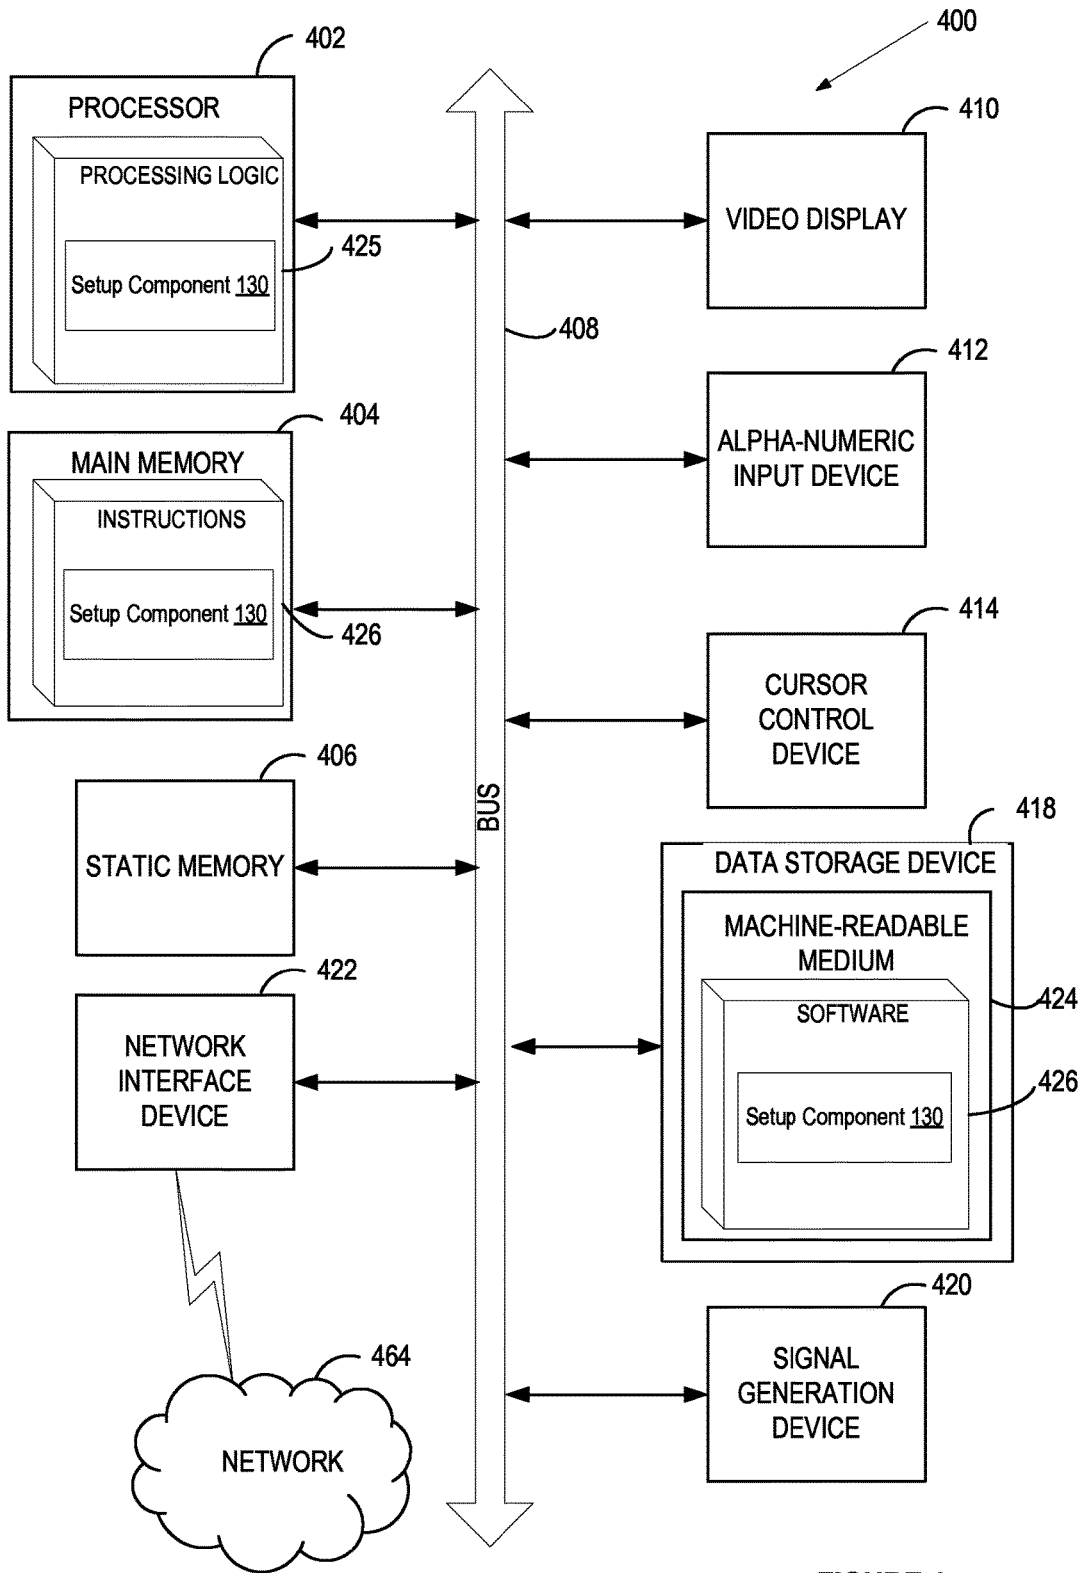 400
402
PROCESSOR
PROCESSING LOGIC
Setup Component 130
425
404
MAIN MEMORY
INSTRUCTIONS
Setup Component 130
426
406
STATIC MEMORY
422
NETWORK
INTERFACE
DEVICE
464
NETWORK
BUS
408
410
VIDEO DISPLAY
412
ALPHA-NUMERIC
INPUT DEVICE
414
CURSOR
CONTROL
DEVICE
418
DATA STORAGE DEVICE
MACHINE-READABLE
MEDIUM
424
SOFTWARE
Setup Component 130
426
420
SIGNAL
GENERATION
DEVICE